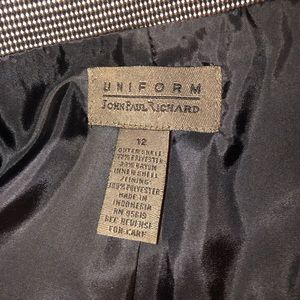 UNIFORM
JOHN PAUL RICHARD
12
OUTER SHELL
77% POLYESTER
23% RAYON
INNER SHELL
/LINING:
100% POLYESTER
MADE IN
INDONESIA
RN 95619
SEE REVERSE
FOR CARE